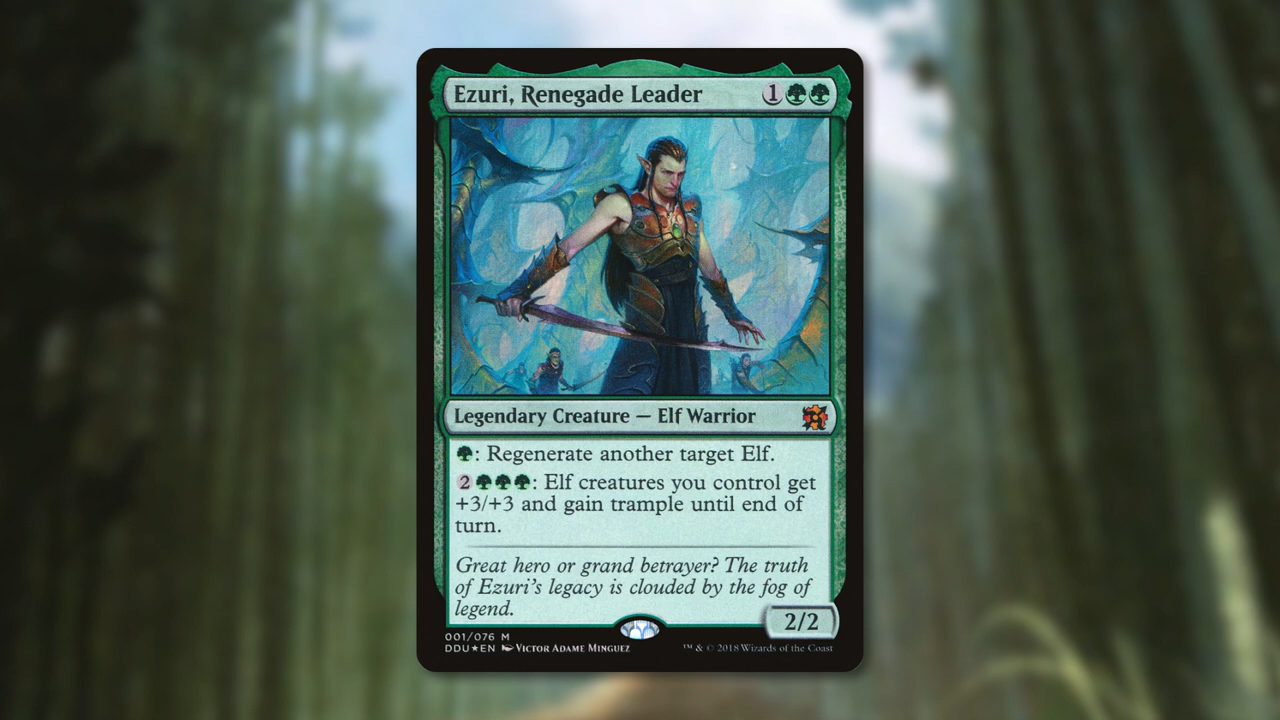 Ezuri, Renegade Leader 1
Legendary Creature — Elf Warrior
: Regenerate another target Elf.
2: Elf creatures you control get
+3/+3 and gain trample until end of
turn.
Great hero or grand betrayer? The truth
of Ezuri's legacy is clouded by the fog of
legend.
2/2
001/076 M
DDU★EN Victor Adame Minguez
™ & © 2018 Wizards of the Coast